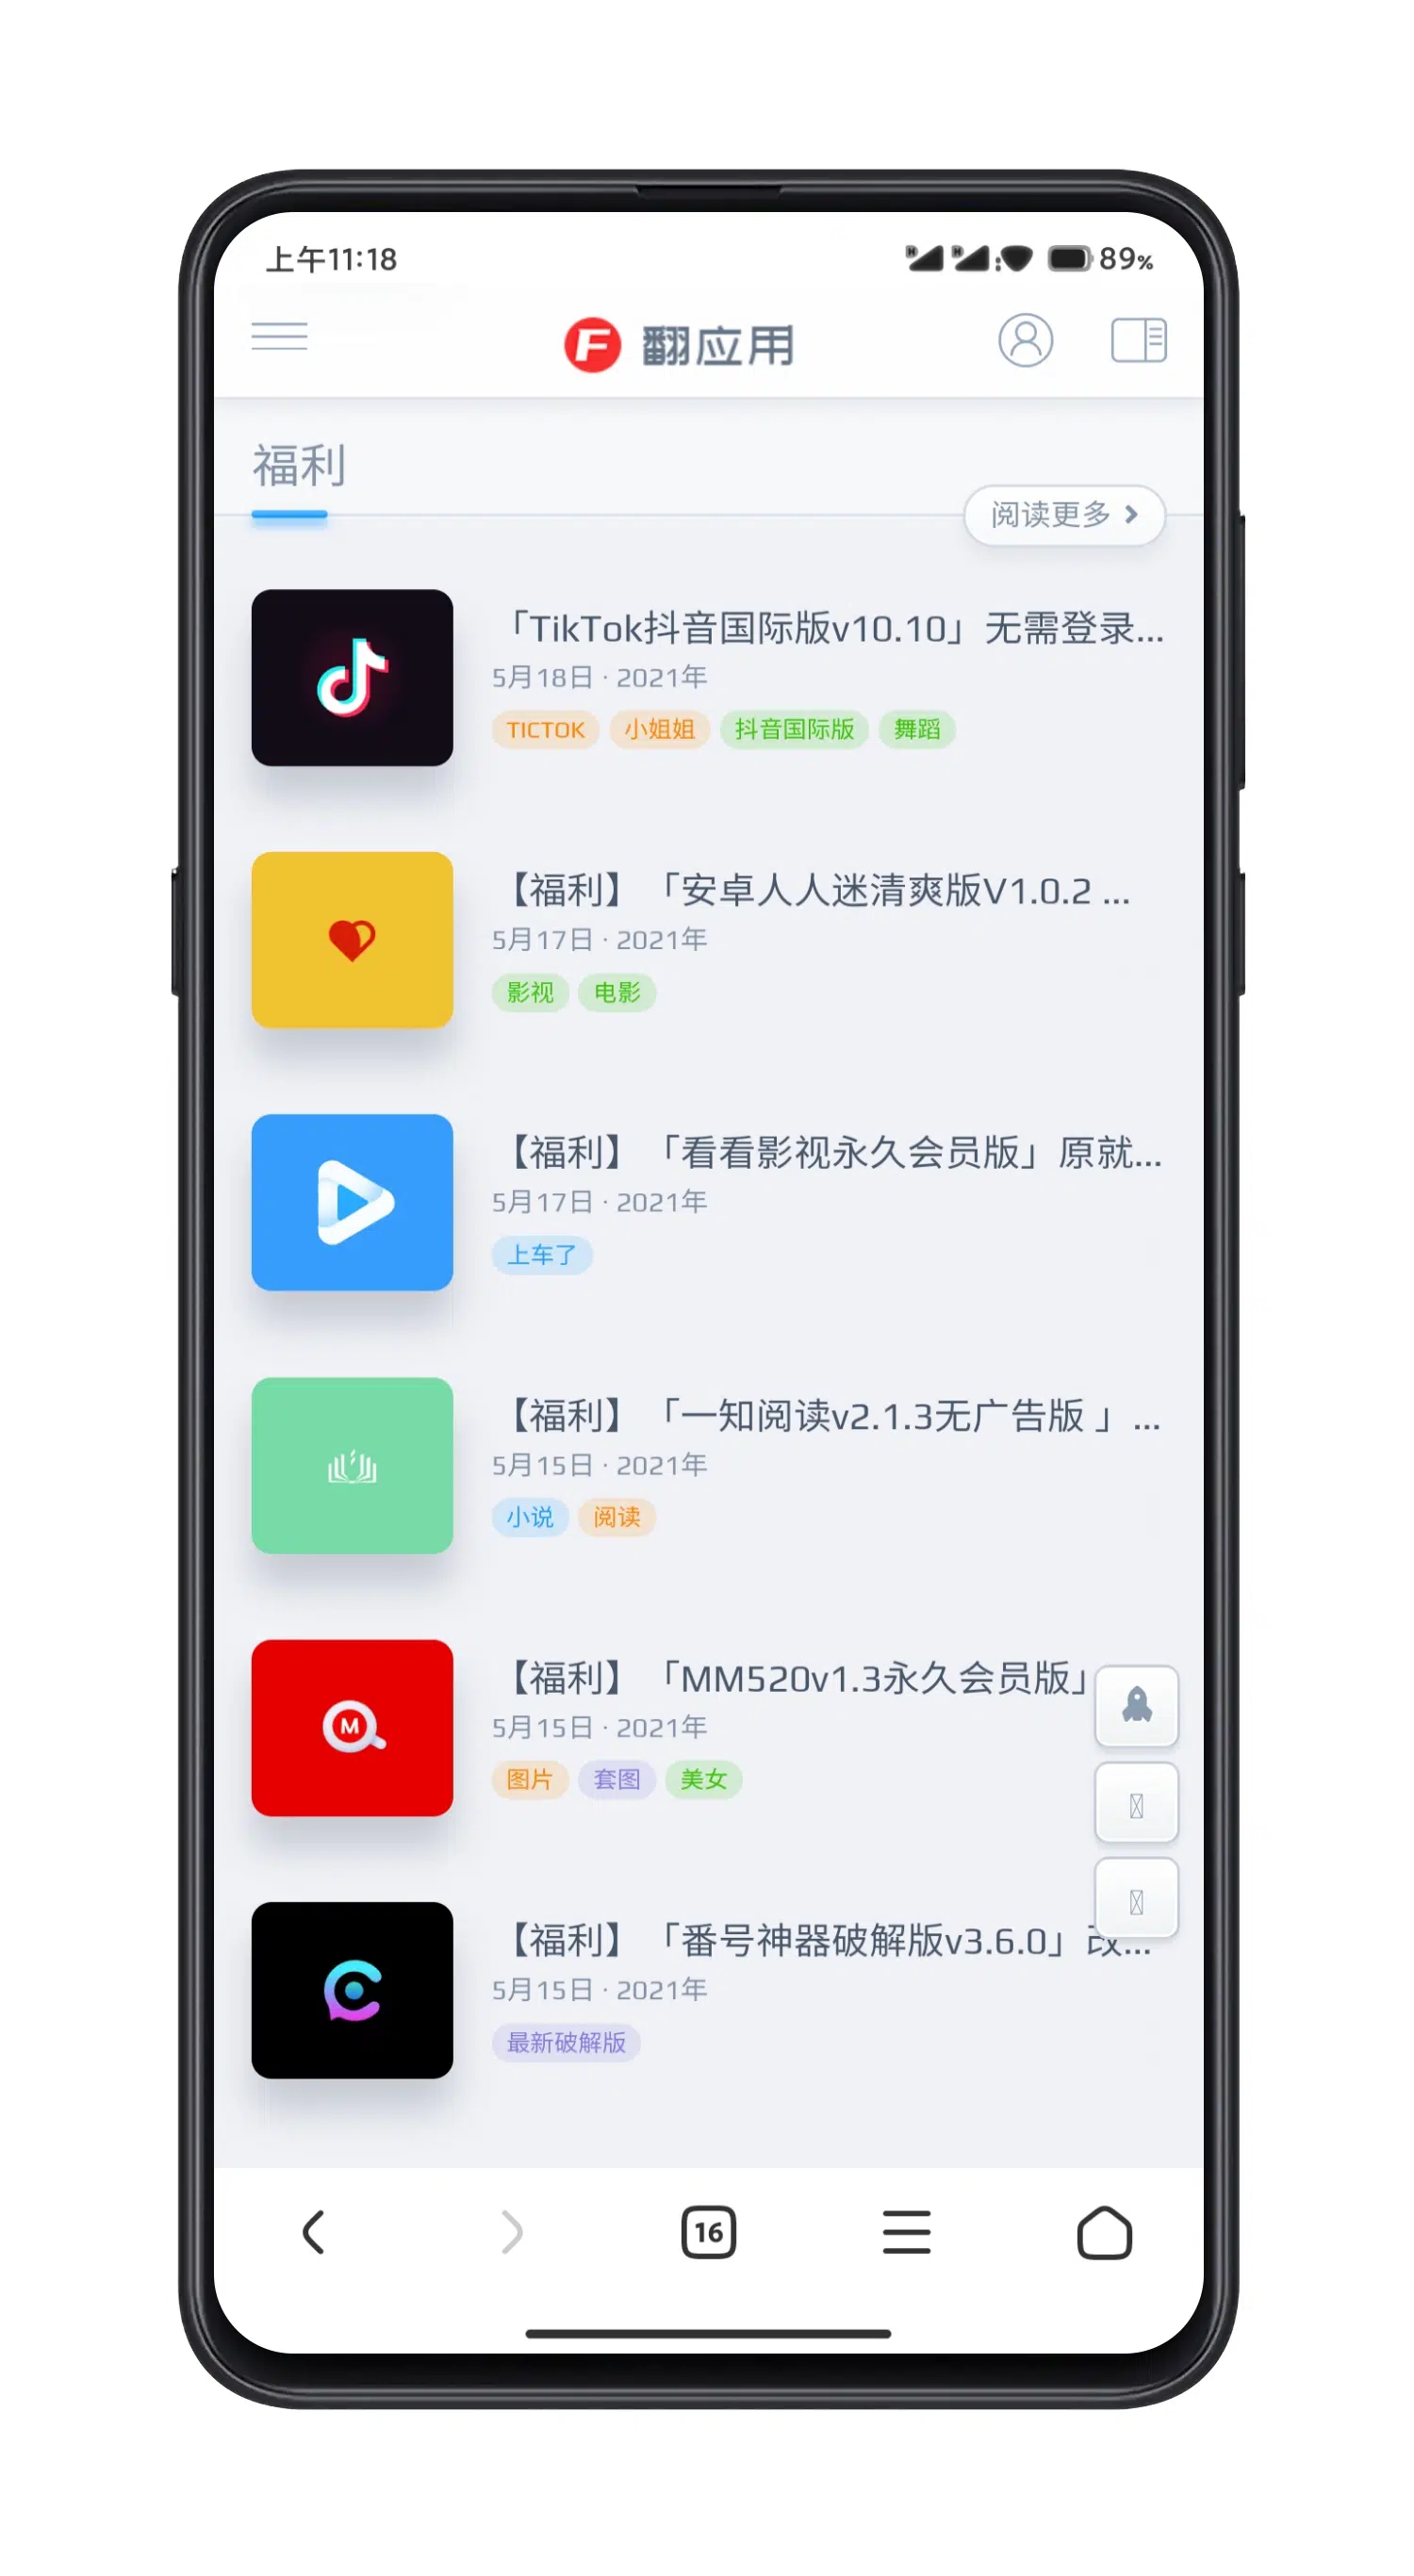 上午11:18
89%
翻应用
福利
阅读更多
「TikTok抖音国际版v10.10」无需登录...
5月18日 · 2021年
TICTOK 小姐姐 抖音国际版 舞蹈
【福利】「安卓人人迷清爽版V1.0.2 ...
5月17日 · 2021年
影视 电影
【福利】「看看影视永久会员版」原就...
5月17日 · 2021年
上车了
【福利】「一知阅读v2.1.3无广告版 」...
5月15日 · 2021年
小说 阅读
【福利】「MM520v1.3永久会员版」
5月15日 · 2021年
图片 套图 美女
【福利】「番号神器破解版v3.6.0」改...
5月15日 · 2021年
最新破解版
16